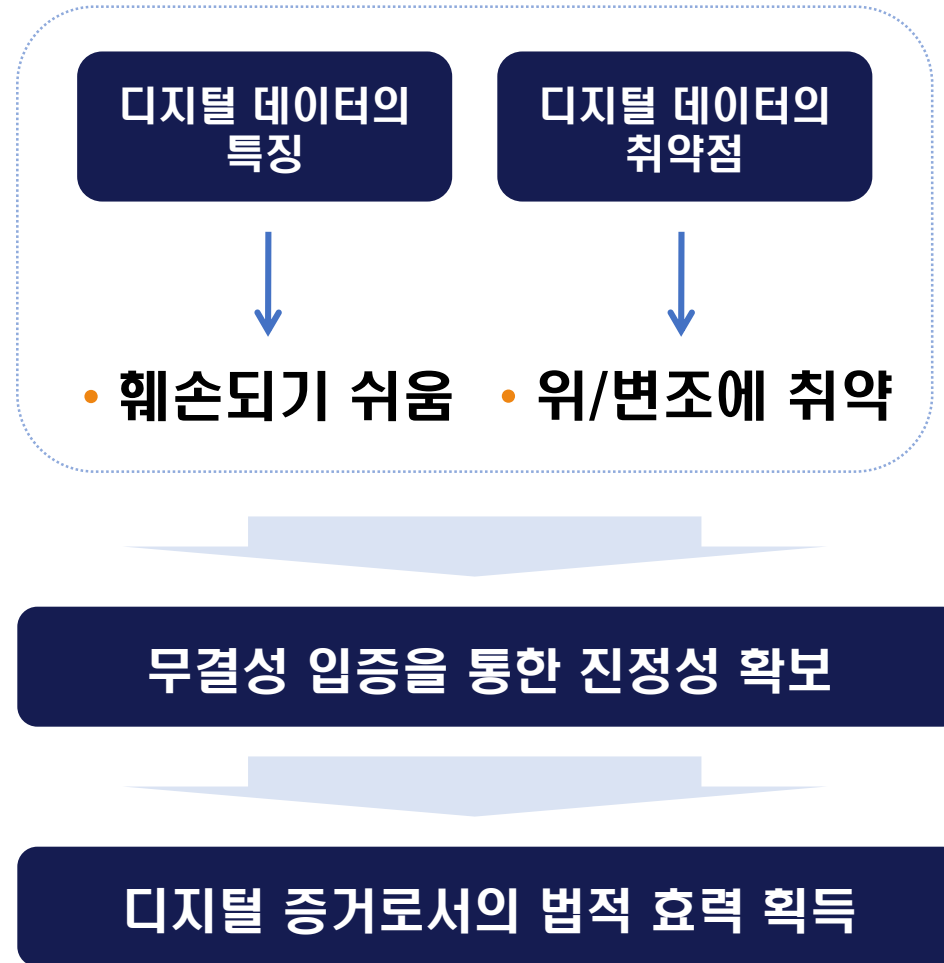 디지털 데이터의
특징
디지털 데이터의
취약점
• 훼손되기 쉬움
• 위/변조에 취약
무결성 입증을 통한 진정성 확보
디지털 증거로서의 법적 효력 획득